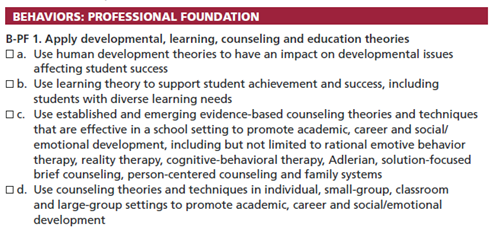 BEHAVIORS: PROFESSIONAL FOUNDATION
B-PF 1. Apply developmental, learning, counseling and education theories
☐ a. Use human development theories to have an impact on developmental issues
affecting student success
☐ b. Use learning theory to support student achievement and success, including
students with diverse learning needs
☐ c. Use established and emerging evidence-based counseling theories and techniques
that are effective in a school setting to promote academic, career and social/
emotional development, including but not limited to rational emotive behavior
therapy, reality therapy, cognitive-behavioral therapy, Adlerian, solution-focused
brief counseling, person-centered counseling and family systems
☐ d. Use counseling theories and techniques in individual, small-group, classroom
and large-group settings to promote academic, career and social/emotional
development